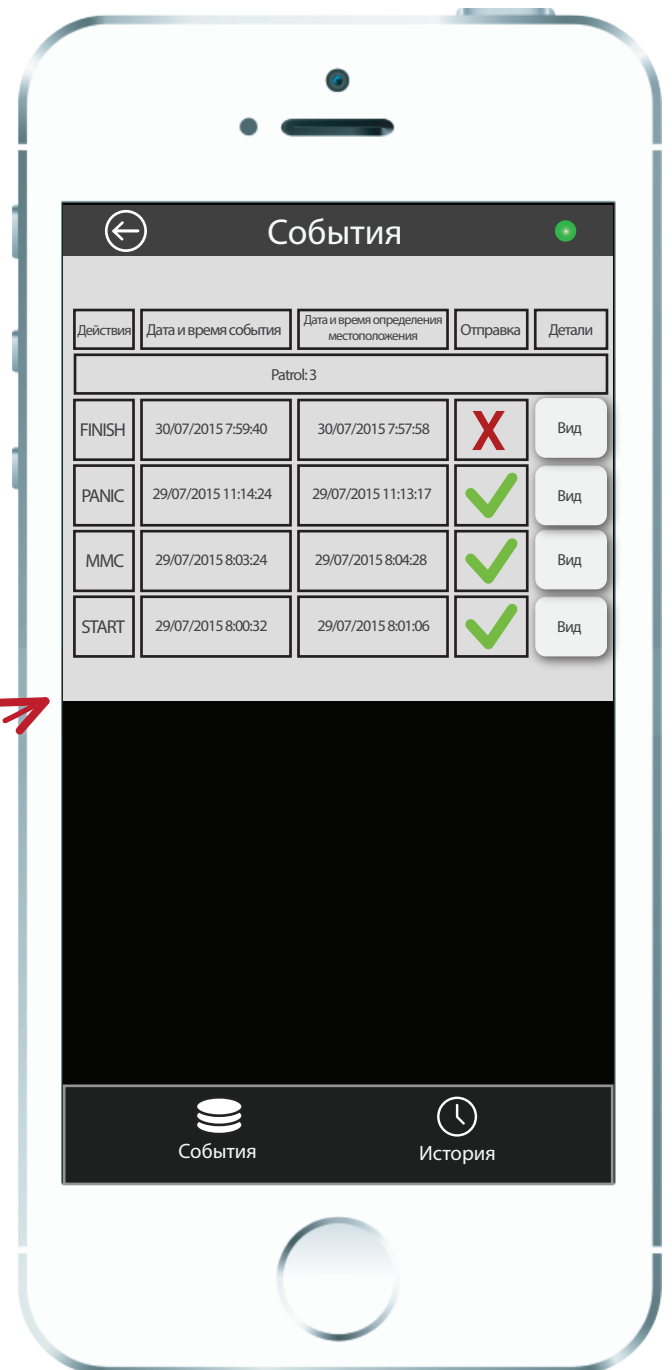 События
Действия Дата и время события Дата и время определения местоположения Отправка Детали
Patrol: 3
FINISH 30/07/2015 7:59:40 30/07/2015 7:57:58 X Вид
PANIC 29/07/2015 11:14:24 29/07/2015 11:13:17 Вид
MMC 29/07/2015 8:03:24 29/07/2015 8:04:28 Вид
START 29/07/2015 8:00:32 29/07/2015 8:01:06 Вид
События История